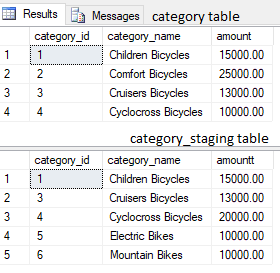 Results Messages category table
category_id category_name amount
1 1 Children Bicycles 15000.00
2 2 Comfort Bicycles 25000.00
3 3 Cruisers Bicycles 13000.00
4 4 Cyclocross Bicycles 10000.00
category_staging table
category_id category_name amountt
1 1 Children Bicycles 15000.00
2 3 Cruisers Bicycles 13000.00
3 4 Cyclocross Bicycles 20000.00
4 5 Electric Bikes 10000.00
5 6 Mountain Bikes 10000.00